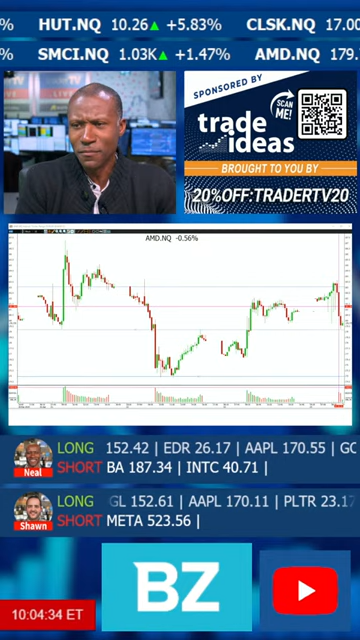 % HUT.NQ 10.26▲ +5.83% CLSK.NQ 17.00
% SMCI.NQ 1.03K▲ +1.47% AMD.NQ 179.
SPONSORED BY
SCAN ME!
trade ideas
BROUGHT TO YOU BY
20%OFF:TRADERTV20
AMD.NQ -0.56%
LONG 152.42 | EDR 26.17 | AAPL 170.55 | GO
SHORT BA 187.34 | INTC 40.71 |
Neal
LONG GL 152.61 | AAPL 170.11 | PLTR 23.17
SHORT META 523.56 |
Shawn
BZ
10:04:34 ET